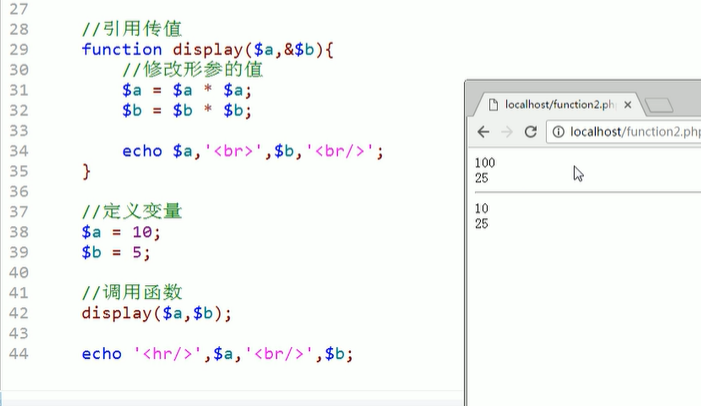 27
28 //引用传值
29 function display($a,&$b){
30 //修改形参的值
31 $a = $a * $a;
32 $b = $b * $b;
33
34 echo $a,'<br>',$b,'<br/>';
35 }
36
37 //定义变量
38 $a = 10;
39 $b = 5;
40
41 //调用函数
42 display($a,$b);
43
44 echo '<hr/>',$a,'<br/>',$b;
localhost/function2.ph
localhost/function2.php
100
25
10
25